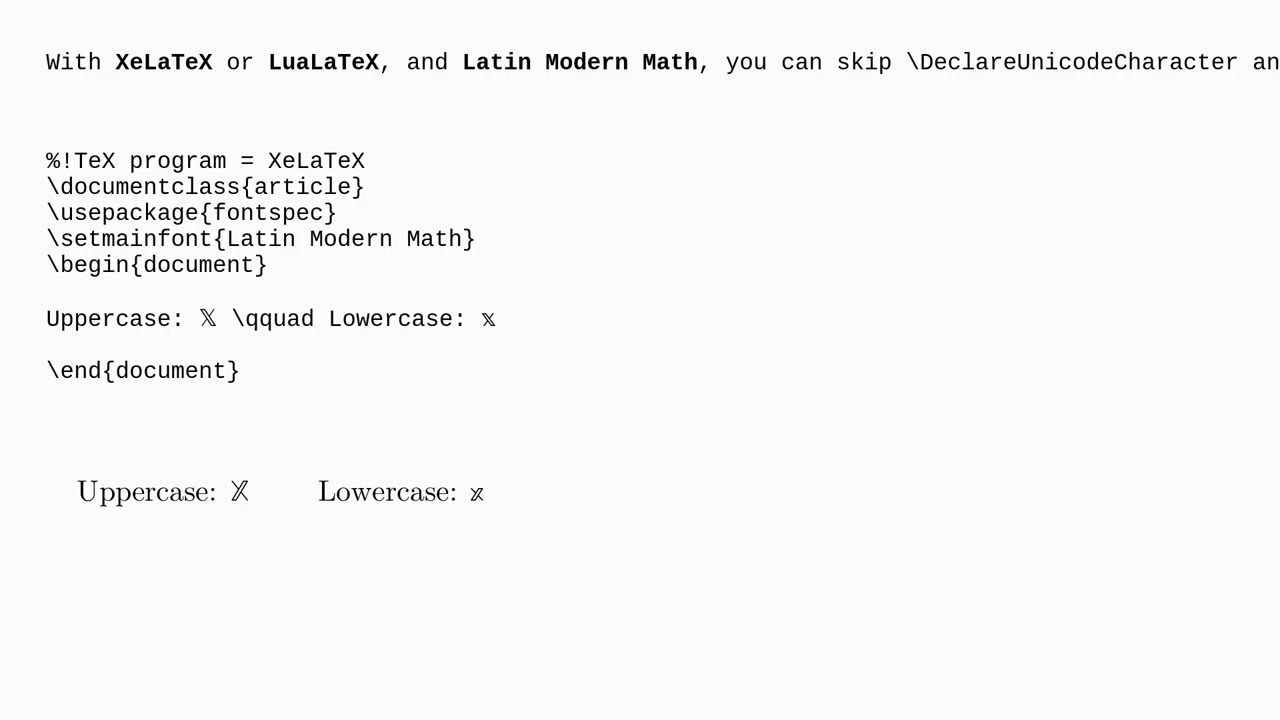 With XeLaTeX or LuaLaTeX, and Latin Modern Math, you can skip \DeclareUnicodeCharacter
%!TeX program = XeLaTeX
\documentclass{article}
\usepackage{fontspec}
\setmainfont{Latin Modern Math}
\begin{document}
Uppercase: 𝕏 \qquad Lowercase: 𝕩
\end{document}
Uppercase: 𝕏 Lowercase: 𝕩